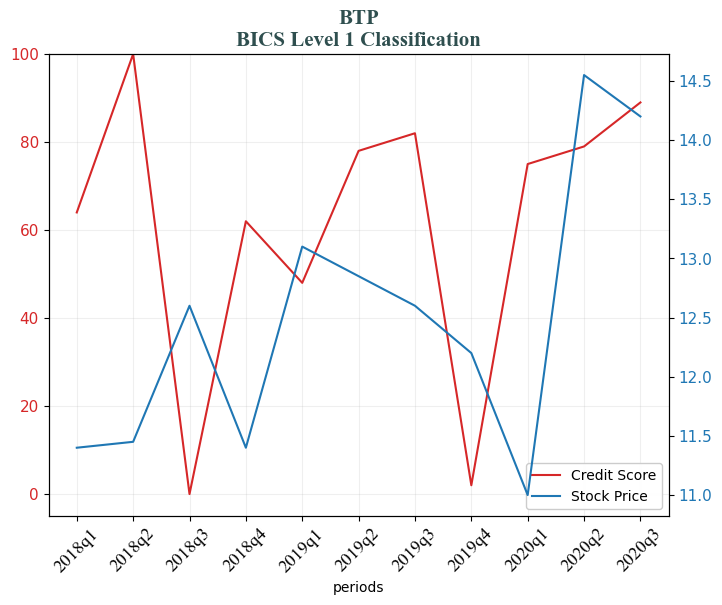 BTP
BICS Level 1 Classification
100
80
60
40
20
0
14.5
14.0
13.5
13.0
12.5
12.0
11.5
11.0
Credit Score
Stock Price
2018q1
2018q2
2018q3
2018q4
2019q1
2019q2
2019q3
2019q4
2020q1
2020q2
2020q3
periods